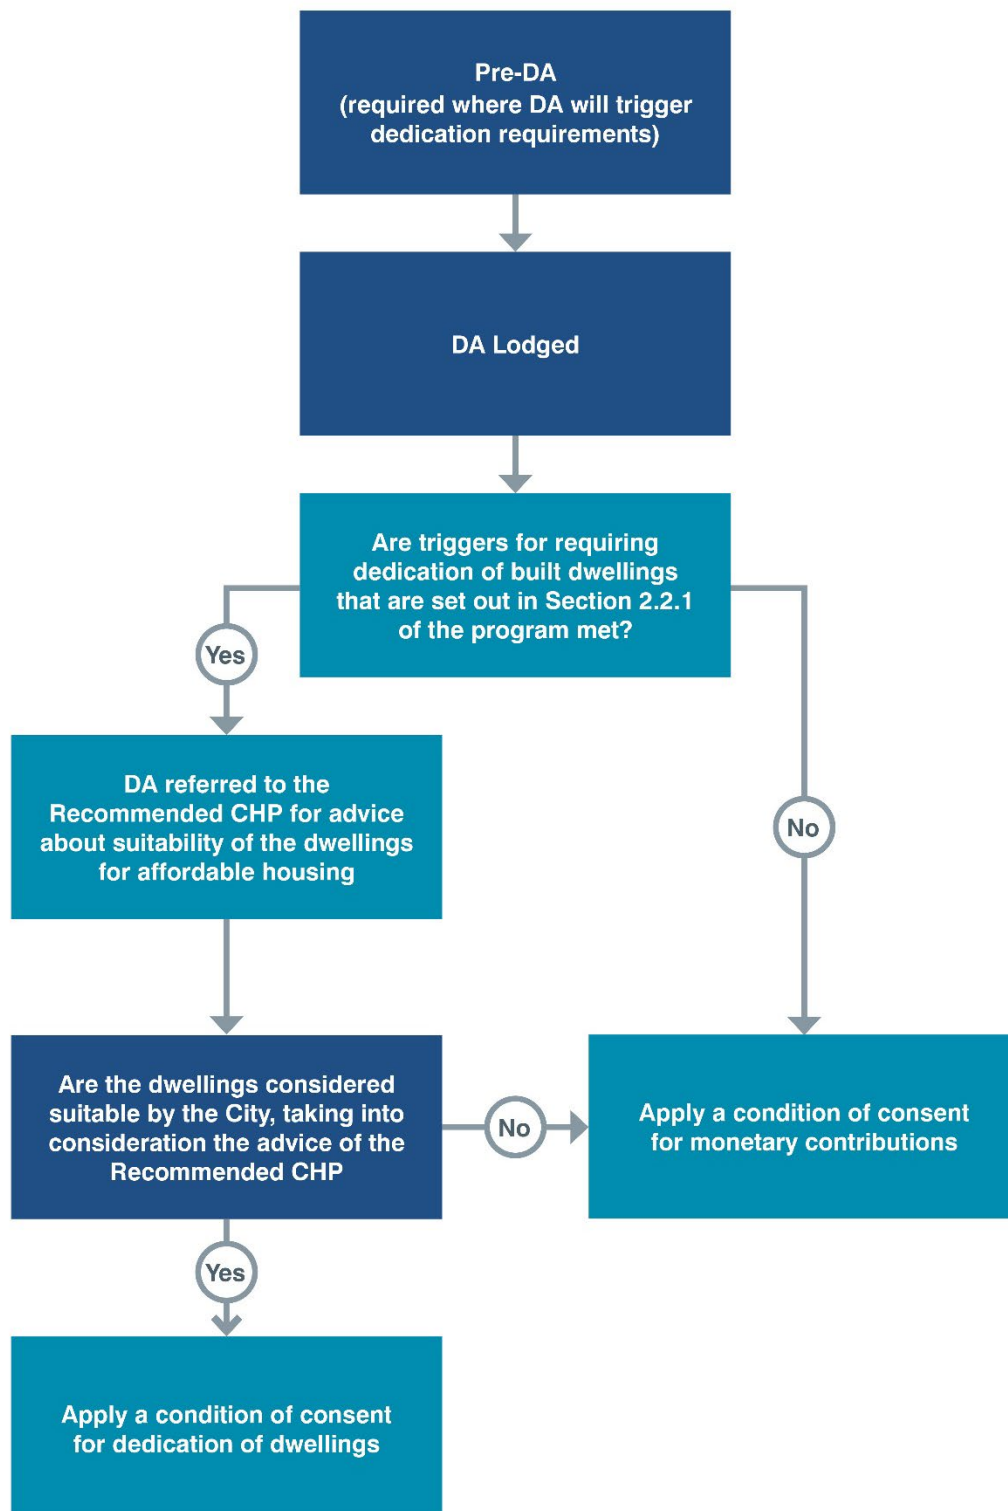 Pre-DA
(required where DA will trigger
dedication requirements)
DA Lodged
Are triggers for requiring
dedication of built dwellings
that are set out in Section 2.2.1
of the program met?
Yes
No
DA referred to the
Recommended CHP for advice
about suitability of the dwellings
for affordable housing
Are the dwellings considered
suitable by the City, taking into
consideration the advice of the
Recommended CHP
No
Apply a condition of consent
for monetary contributions
Yes
Apply a condition of consent
for dedication of dwellings